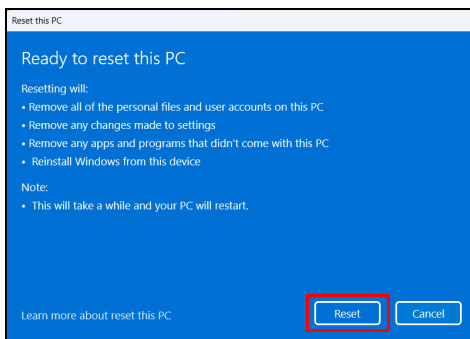 Reset this PC
Ready to reset this PC
Resetting will:
• Remove all of the personal files and user accounts on this PC
• Remove any changes made to settings
• Remove any apps and programs that didn't come with this PC
• Reinstall Windows from this device
Note:
• This will take a while and your PC will restart.
Learn more about reset this PC
Reset
Cancel